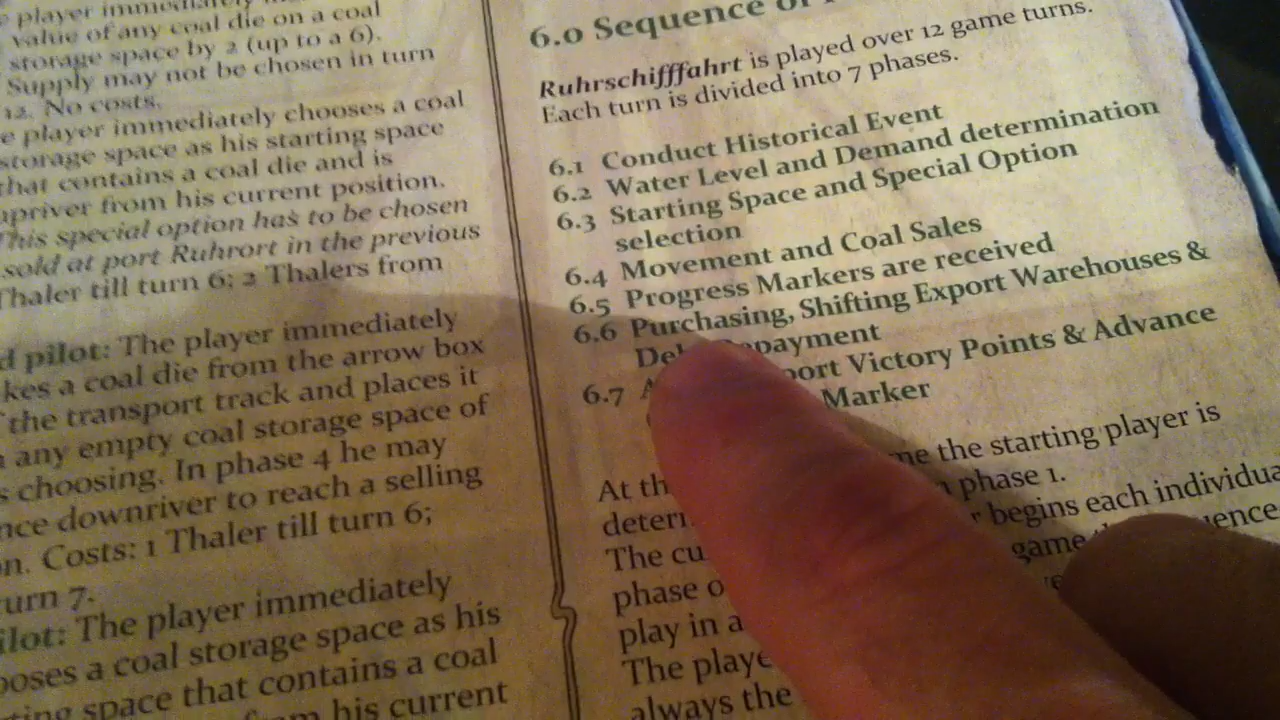 player immediately
value of any coal die on a coal
storage space by 2 (up to a 6).
Supply may not be chosen in turn
12. No costs.
e player immediately chooses a coal
storage space as his starting space
that contains a coal die and is
upriver from his current position.
This special option has to be chosen
sold at port Ruhrort in the previous
Thaler till turn 6; 2 Thalers from
d pilot: The player immediately
kes a coal die from the arrow box
the transport track and places it
any empty coal storage space of
s choosing. In phase 4 he may
nce downriver to reach a selling
n. Costs: 1 Thaler till turn 6;
urn 7.
ilot: The player immediately
ooses a coal storage space as his
ting space that contains a coal
his current
6.0 Sequence of
Ruhrschifffahrt is played over 12 game turns.
Each turn is divided into 7 phases.
6.1 Conduct Historical Event
6.2 Water Level and Demand determination
6.3 Starting Space and Special Option
selection
6.4 Movement and Coal Sales
6.5 Progress Markers are received
6.6 Purchasing, Shifting Export Warehouses &
payment
6.7 Victory Points & Advance
Marker
At the starting player is
phase 1.
begins each
The game
phase
play in a
The
always the